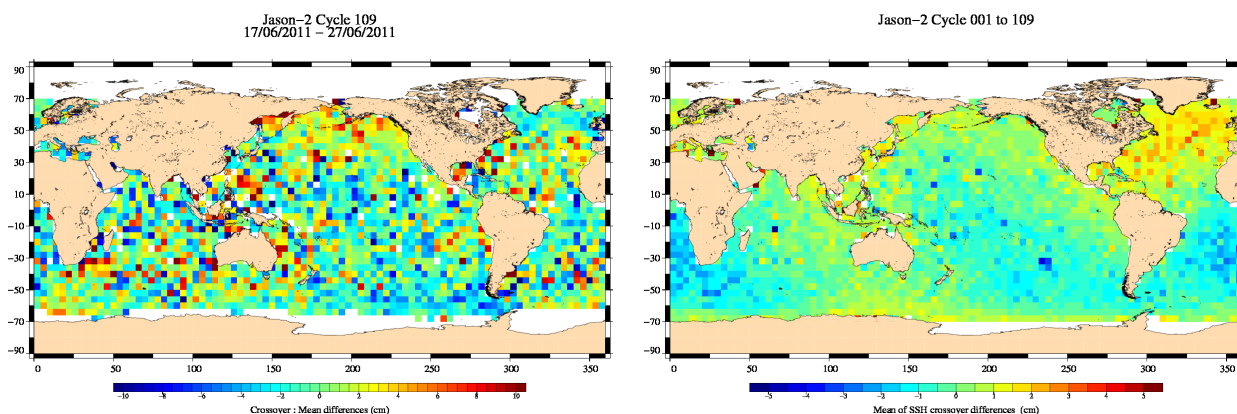 Jason-2 Cycle 109
17/06/2011 - 27/06/2011
90
70
50
30
10
-10
-30
-50
-70
-90
0 50 100 150 200 250 300 350
-10 -8 -6 -4 -2 0 2 4 6 8 10
Crossover : Mean differences (cm)
Jason-2 Cycle 001 to 109
90
70
50
30
10
-10
-30
-50
-70
-90
0 50 100 150 200 250 300 350
-5 -4 -3 -2 -1 0 1 2 3 4 5
Mean of SSH crossover differences (cm)